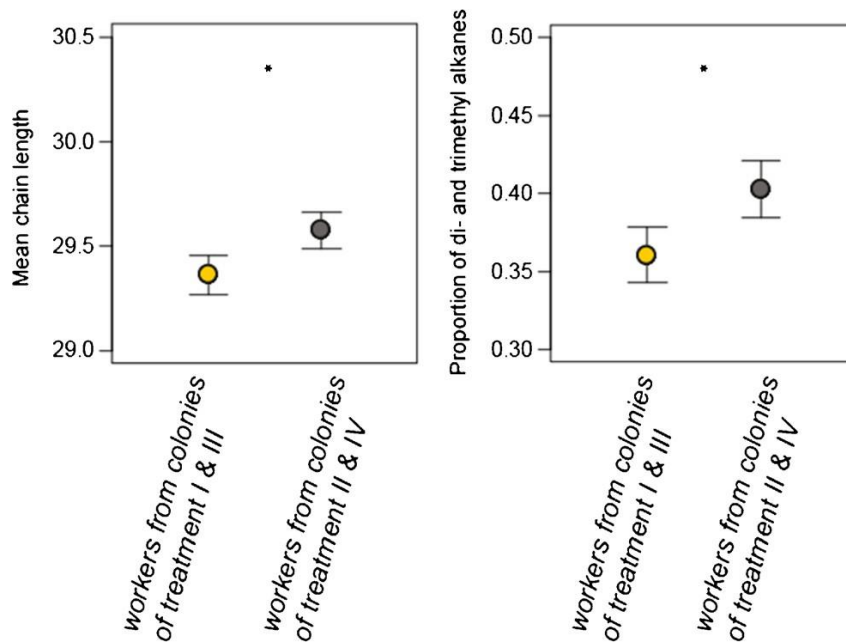 Mean chain length
30.5
30.0
29.5
29.0
*
workers from colonies
of treatment I & III
workers from colonies
of treatment II & IV
Proportion of di- and trimethyl alkanes
0.50
0.45
0.40
0.35
0.30
*
workers from colonies
of treatment I & III
workers from colonies
of treatment II & IV